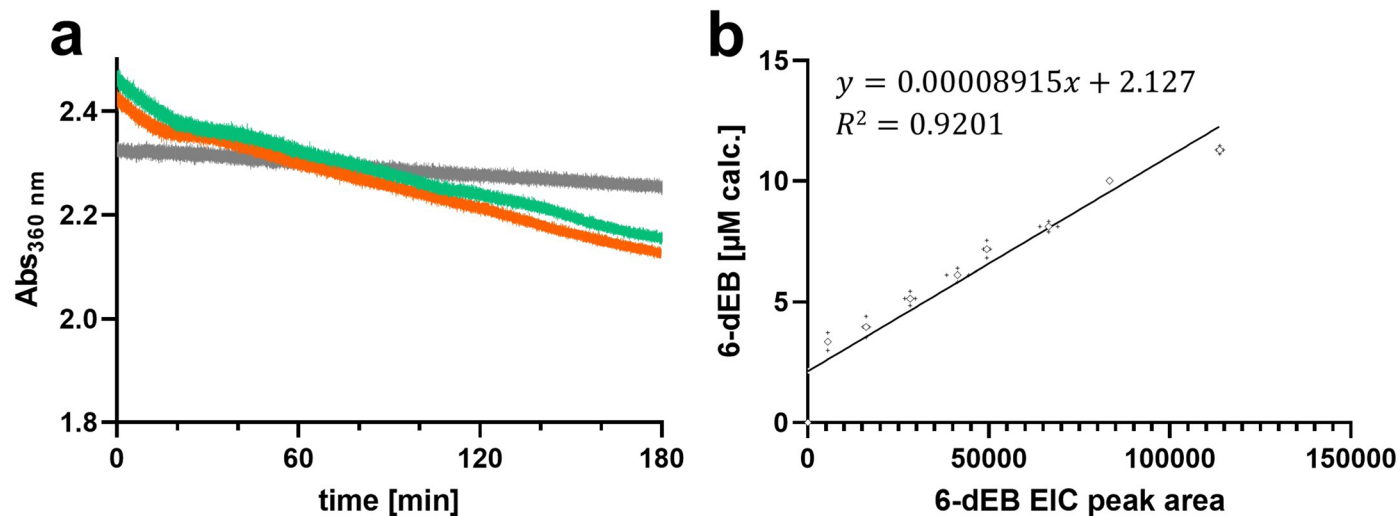 a
2.4
2.2
2.0
1.8
Abs360 nm
0 60 120 180
time [min]
b
y = 0.00008915x + 2.127
R² = 0.9201
15
10
5
0
6-dEB [µM calc.]
0 50000 100000 150000
6-dEB EIC peak area